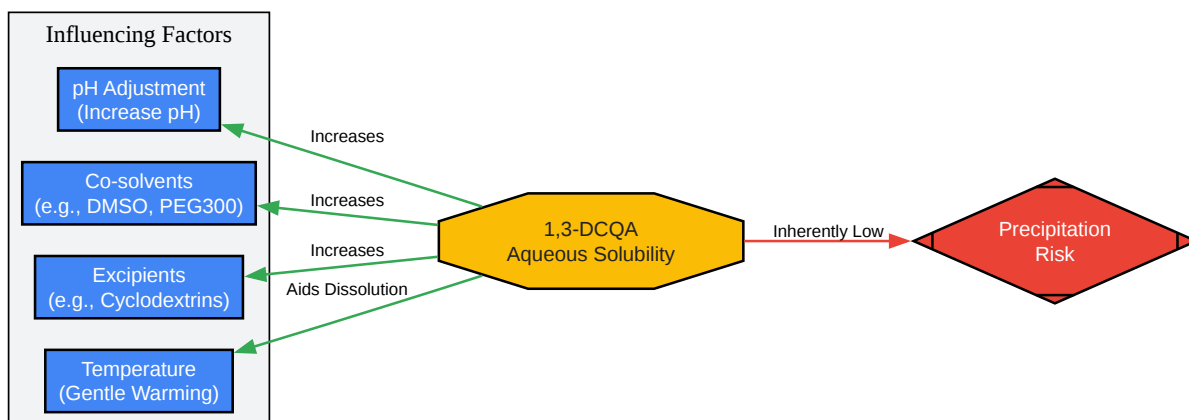 Influencing Factors
pH Adjustment
(Increase pH)
Co-solvents
(e.g., DMSO, PEG300)
Excipients
(e.g., Cyclodextrins)
Temperature
(Gentle Warming)
Increases
Increases
Increases
Aids Dissolution
1,3-DCQA
Aqueous Solubility
Inherently Low
Precipitation
Risk